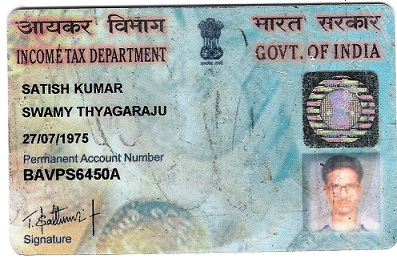 आयकर विभाग
भारत सरकार
INCOME TAX DEPARTMENT
GOVT. OF INDIA
SATISH KUMAR
SWAMY THYAGARAJU
27/07/1975
Permanent Account Number
BAVPS6450A
Signature